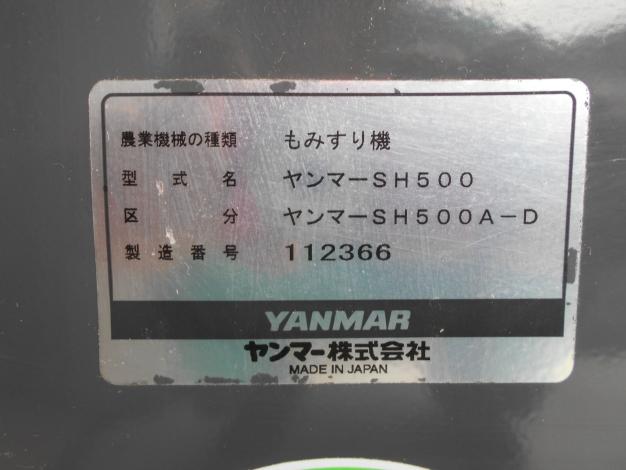 農業機械の種類 もみすり機
型式名 ヤンマーSH500
区分 ヤンマーSH500A-D
製造番号 112366
YANMAR
ヤンマー株式会社
MADE IN JAPAN